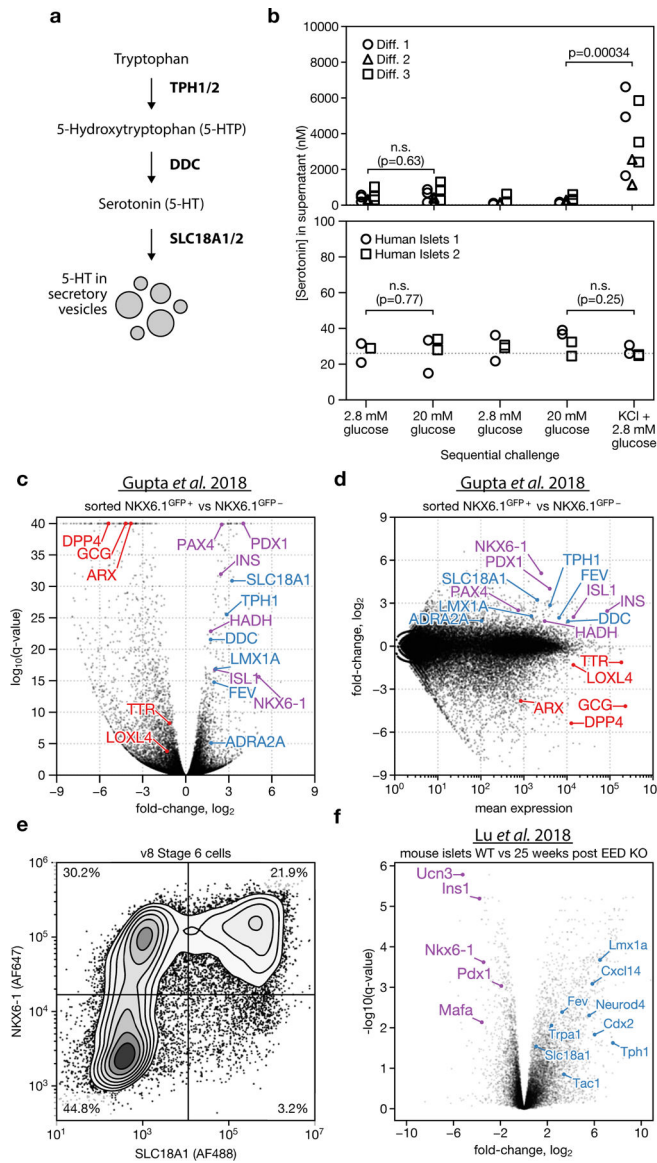 a
Tryptophan
TPH1/2
5-Hydroxytryptophan (5-HTP)
DDC
Serotonin (5-HT)
SLC18A1/2
5-HT in
secretory
vesicles
b
[Serotonin] in supernatant (nM)
10000
8000
6000
4000
2000
0
Diff. 1
Diff. 2
Diff. 3
p=0.00034
n.s.
(p=0.63)
100
80
60
40
20
0
Human Islets 1
Human Islets 2
n.s.
(p=0.77)
n.s.
(p=0.25)
2.8 mM
glucose
20 mM
glucose
2.8 mM
glucose
20 mM
glucose
KCl +
2.8 mM
glucose
Sequential challenge
c
Gupta et al. 2018
sorted NKX6.1GFP+ vs NKX6.1GFP−
log10(q-value)
40
35
30
25
20
15
10
5
0
DPP4
GCG
ARX
PAX4
PDX1
INS
SLC18A1
TPH1
HADH
DDC
LMX1A
ISL1
FEV
NKX6-1
TTR
LOXL4
ADRA2A
−9 −6 −3 0 3 6 9
fold-change, log2
d
Gupta et al. 2018
sorted NKX6.1GFP+ vs NKX6.1GFP−
fold-change, log2
9
6
3
0
−3
−6
−9
NKX6-1
PDX1
TPH1
SLC18A1
FEV
PAX4
ISL1
INS
LMX1A
DDC
ADRA2A
HADH
TTR
LOXL4
ARX
GCG
DPP4
100 101 102 103 104 105 106
mean expression
e
v8 Stage 6 cells
NKX6-1
(AF647)
106
105
104
103
30.2%
21.9%
44.8%
3.2%
101 103 105 107
SLC18A1 (AF488)
f
Lu et al. 2018
mouse islets WT vs 25 weeks post EED KO
-log10(q-value)
6
5
4
3
2
1
0
Ucn3
Ins1
Nkx6-1
Pdx1
Mafa
Lmx1a
Cxcl14
Fev
Neurod4
Trpa1
Cdx2
Slc18a1
Tph1
Tac1
−10 −6 −2 2 6 10
fold-change, log2